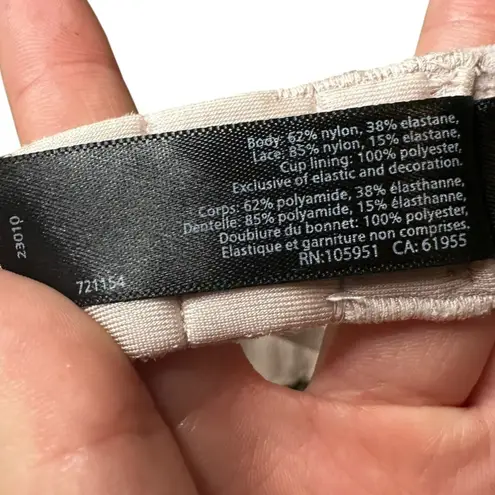 Body: 62% nylon, 38% elastane,
Lace: 85% nylon, 15% elastane,
Cup lining: 100% polyester,
Exclusive of elastic and decoration.
Corps: 62% polyamide, 38% élasthanne,
Dentelle: 85% polyamide, 15% élasthanne,
Doublure du bonnet: 100% polyester,
Elastique et garniture non comprises.
RN:105951 CA: 61955
721154
23010